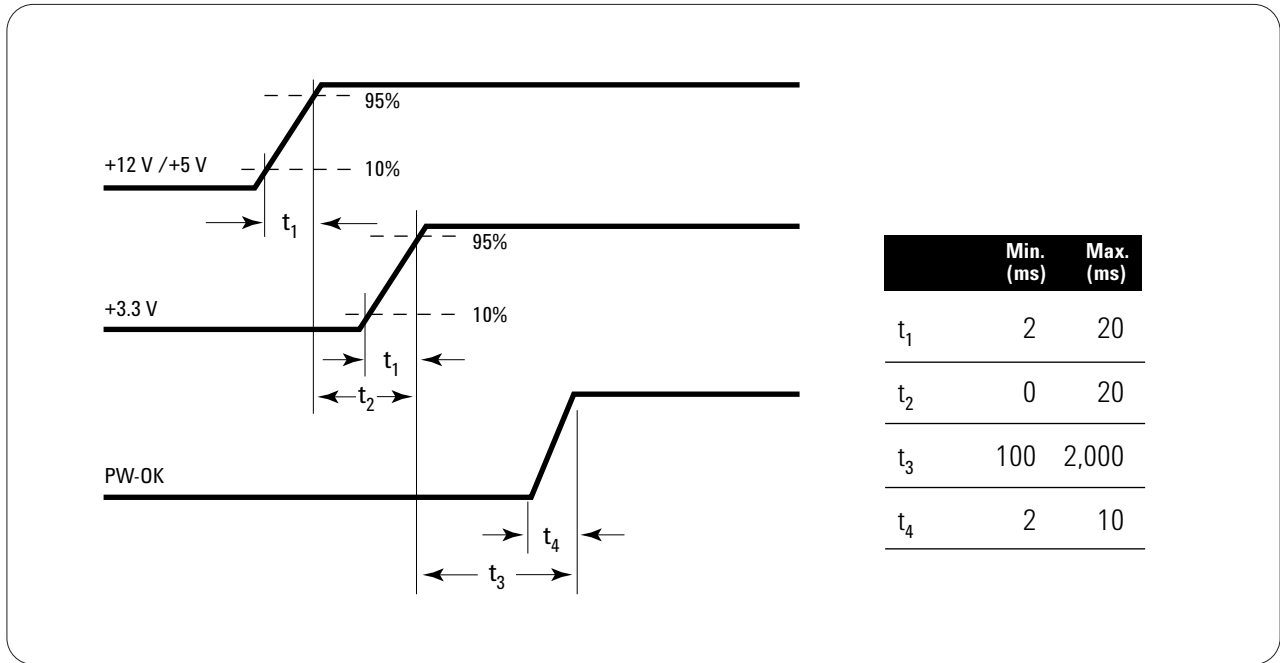 95%
+12 V /+5 V
10%
t₁
95%
+3.3 V
10%
t₁
t₂
PW-OK
t₄
t₃
Min. (ms) Max. (ms)
t₁ 2 20
t₂ 0 20
t₃ 100 2,000
t₄ 2 10